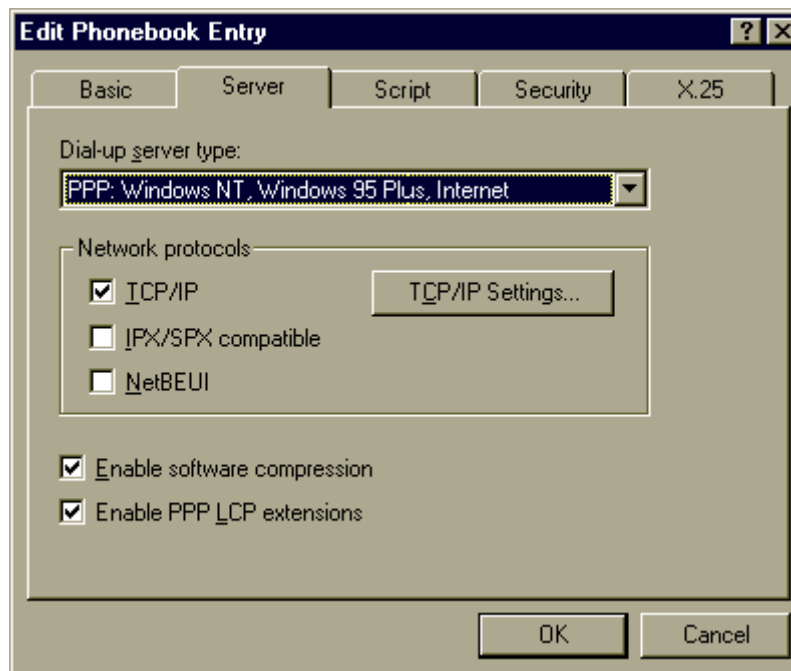 Edit Phonebook Entry
Basic Server Script Security X.25
Dial-up server type:
PPP: Windows NT, Windows 95 Plus, Internet
Network protocols
TCP/IP TCP/IP Settings...
IPX/SPX compatible
NetBEUI
Enable software compression
Enable PPP LCP extensions
OK Cancel